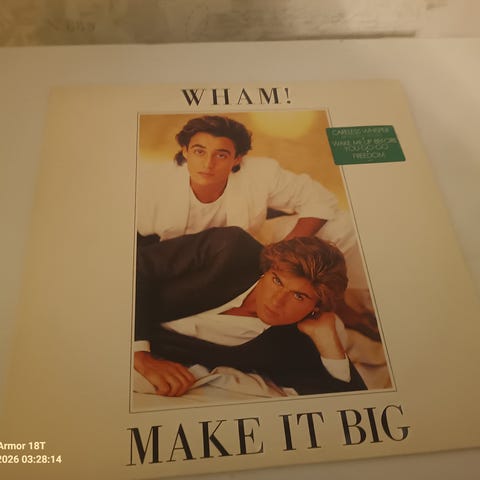 WHAM!
CARELESS WHISPER
WAKE ME UP BEFORE
YOU GO-GO
FREEDOM
MAKE IT BIG
Armor 18T
2026 03:28:14